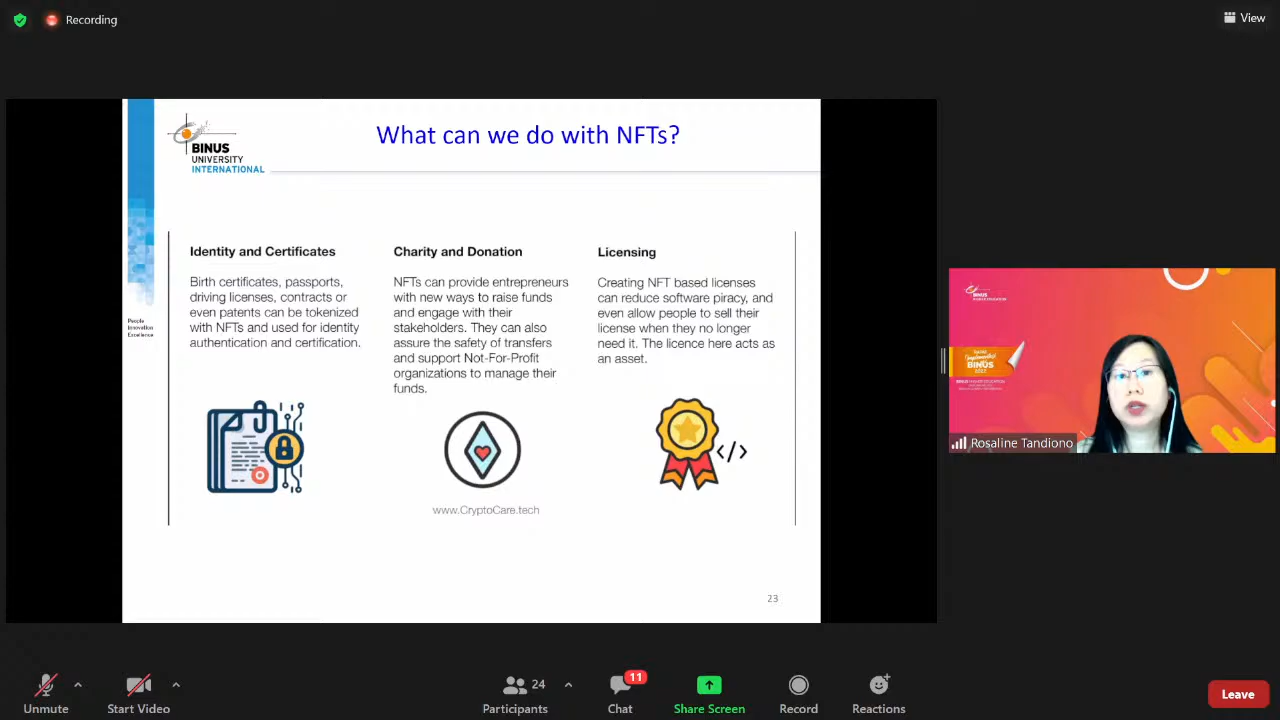 Recording
View
BINUS
UNIVERSITY
INTERNATIONAL
What can we do with NFTs?
People
Innovation
Excellence
Identity and Certificates
Birth certificates, passports,
driving licenses, contracts or
even patents can be tokenized
with NFTs and used for identity
authentication and certification.
Charity and Donation
NFTs can provide entrepreneurs
with new ways to raise funds
and engage with their
stakeholders. They can also
assure the safety of transfers
and support Not-For-Profit
organizations to manage their
funds.
www.CryptoCare.tech
Licensing
Creating NFT based licenses
can reduce software piracy, and
even allow people to sell their
license when they no longer
need it. The licence here acts as
an asset.
</>
23
BINUS
BINUS
Rosaline Tandiono
Unmute
Start Video
24
Participants
11
Chat
Share Screen
Record
Reactions
Leave